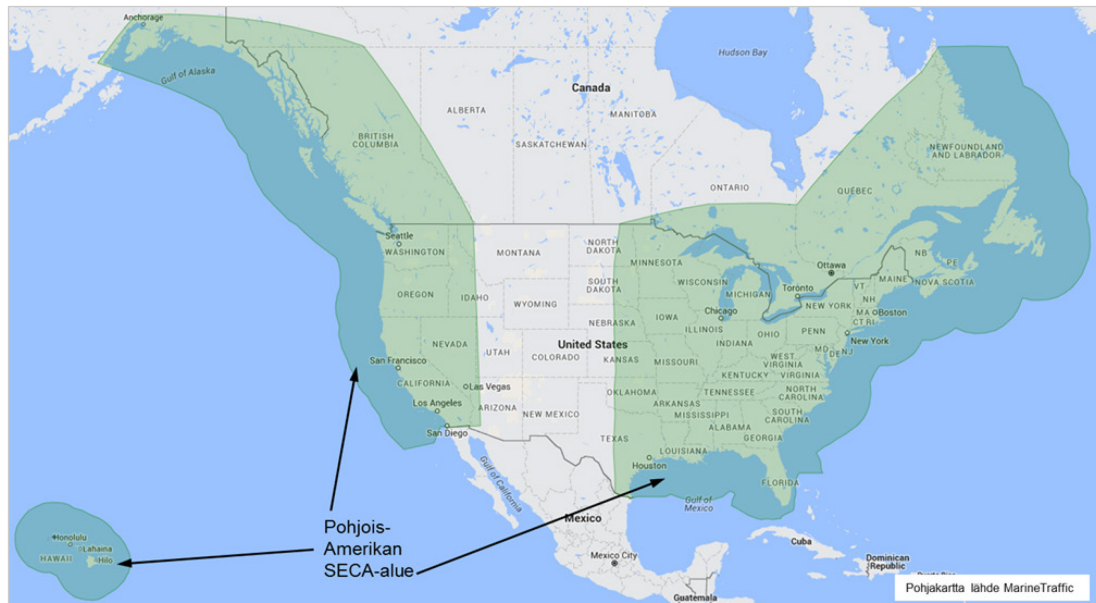 Anchorage
Gulf of Alaska
Hudson Bay
Canada
ALBERTA
MANITOBA
BRITISH
COLUMBIA
SASKATCHEWAN
NEWFOUNDLAND
AND LABRADOR
ONTARIO
QUÉBEC
Seattle
WASHINGTON
MONTANA
NORTH
DAKOTA
MINNESOTA
Ottawa
NB
PE
MAINE
NOVA SCOTIA
OREGON
IDAHO
SOUTH
DAKOTA
WISCONSIN
MICHIGAN
Toronto
VT
NH
NEW YORK
MA
Boston
CT RI
WYOMING
IOWA
Chicago
NEBRASKA
ILLINOIS
INDIANA
OHIO
PENN
New York
MD
DE
NJ
NEVADA
UTAH
United States
COLORADO
KANSAS
MISSOURI
WEST
VIRGINIA
KENTUCKY
VIRGINIA
San Francisco
CALIFORNIA
Las Vegas
OKLAHOMA
TENNESSEE
NORTH
CAROLINA
ARKANSAS
Los Angeles
ARIZONA
NEW MEXICO
MISSISSIPPI
SOUTH
CAROLINA
ALABAMA
San Diego
TEXAS
GEORGIA
LOUISIANA
Houston
FLORIDA
Gulf of
California
Gulf of
Mexico
Mexico
Honolulu
Lahaina
HAWAII
Hilo
Pohjois-
Amerikan
SECA-alue
Cuba
Mexico City
Dominican
Republic
Guatemala
Pohjakartta lähde MarineTraffic